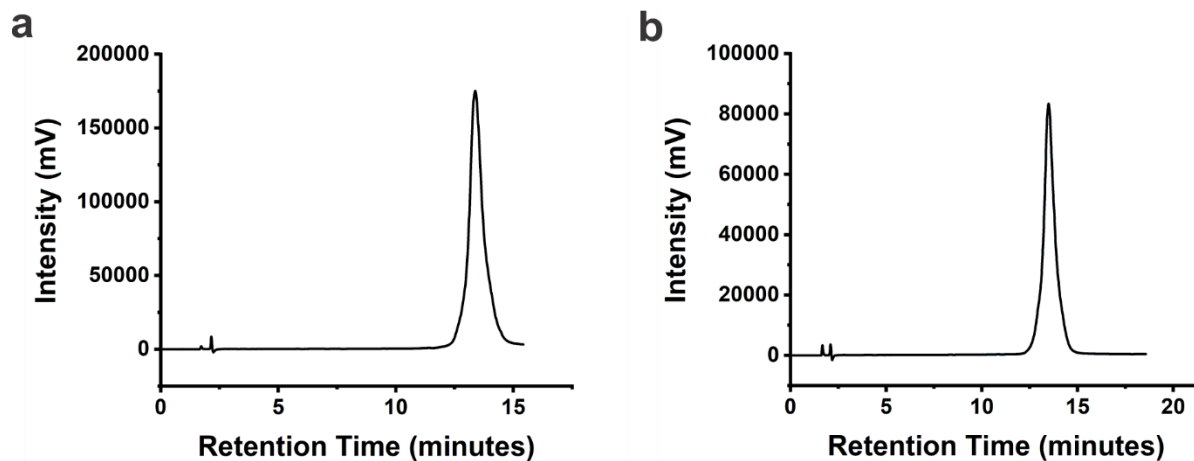 a
200000
150000
100000
50000
0
Intensity (mV)
0 5 10 15
Retention Time (minutes)
b
100000
80000
60000
40000
20000
0
Intensity (mV)
0 5 10 15 20
Retention Time (minutes)